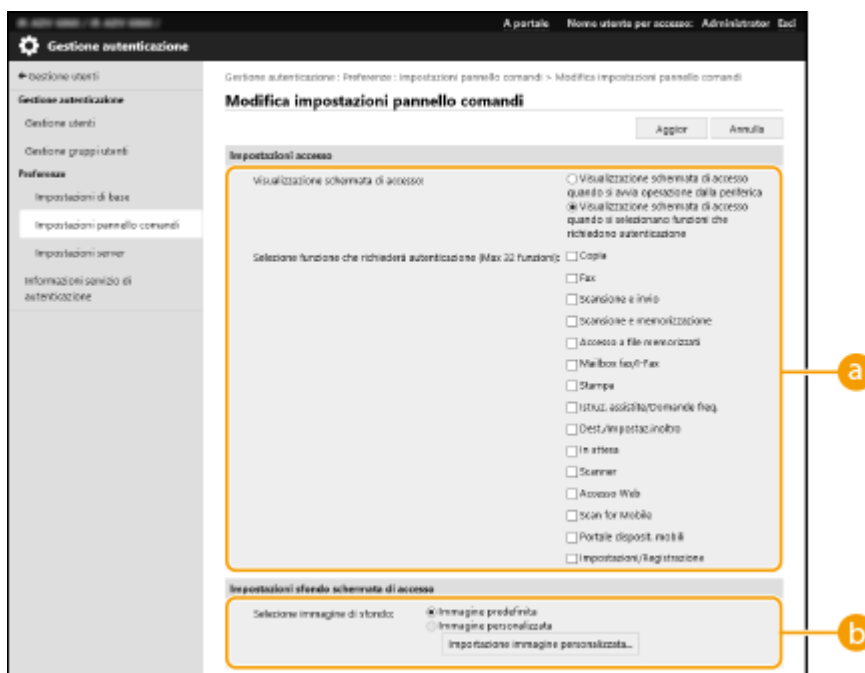 A portale Nome utente per accesso: Administrator Esci
Gestione autenticazione
Gestione utenti
Gestione autenticazione
Gestione utenti
Gestione gruppi utenti
Preferenze
Impostazioni di base
Impostazioni pannello comandi
Impostazioni server
Informazioni servizio di
autenticazione
Gestione autenticazione : Preferenze : Impostazioni pannello comandi > Modifica impostazioni pannello comandi
Modifica impostazioni pannello comandi
Aggior Annulla
Impostazioni accesso
Visualizzazione schermata di accesso:
Visualizzazione schermata di accesso
quando si avvia operazione dalla periferica
Visualizzazione schermata di accesso
quando si selezionano funzioni che
richiedono autenticazione
Selezione funzione che richiederà autenticazione (Max 22 funzioni):
Copia
Fax
Scansione e invio
Scansione e memorizzazione
Accesso a file memorizzati
Mailbox fax/I-Fax
Stampa
Istruz. assistite/Domande freq.
Dest./Impostaz.inoltro
In attesa
Scanner
Accesso Web
Scan for Mobile
Portale disposit. mobili
Impostazioni/Registrazione
a
Impostazioni sfondo schermata di accesso
Selezione immagine di sfondo:
Immagine predefinita
Immagine personalizzata
Importazione immagine personalizzata...
b